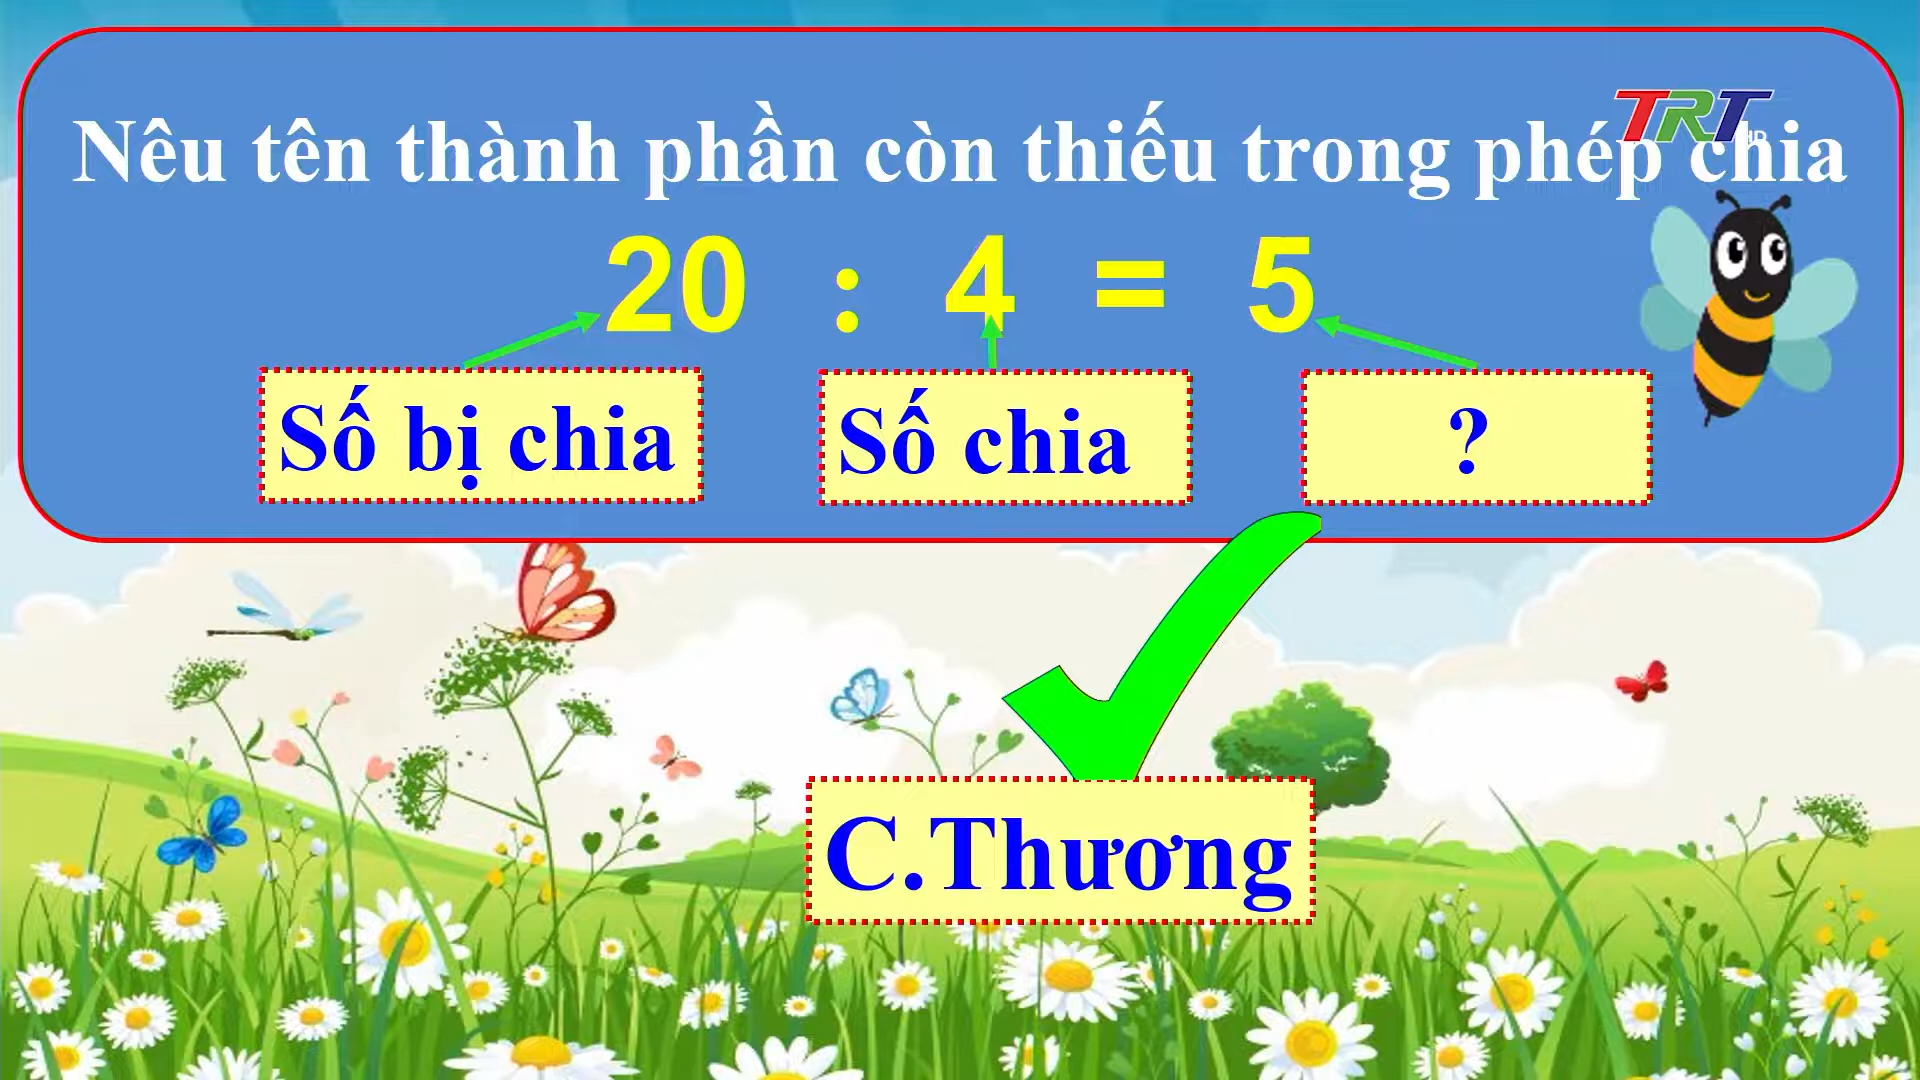 TRT
HD
Nêu tên thành phần còn thiếu trong phép chia
20 : 4 = 5
Số bị chia
Số chia
?
C.Thương